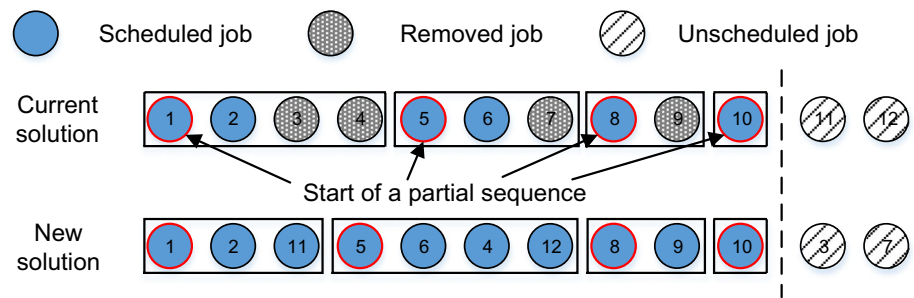 Scheduled job Removed job Unscheduled job
Current solution 1 2 3 4 5 6 7 8 9 10 11 12
Start of a partial sequence
New solution 1 2 11 5 6 4 12 8 9 10 3 7